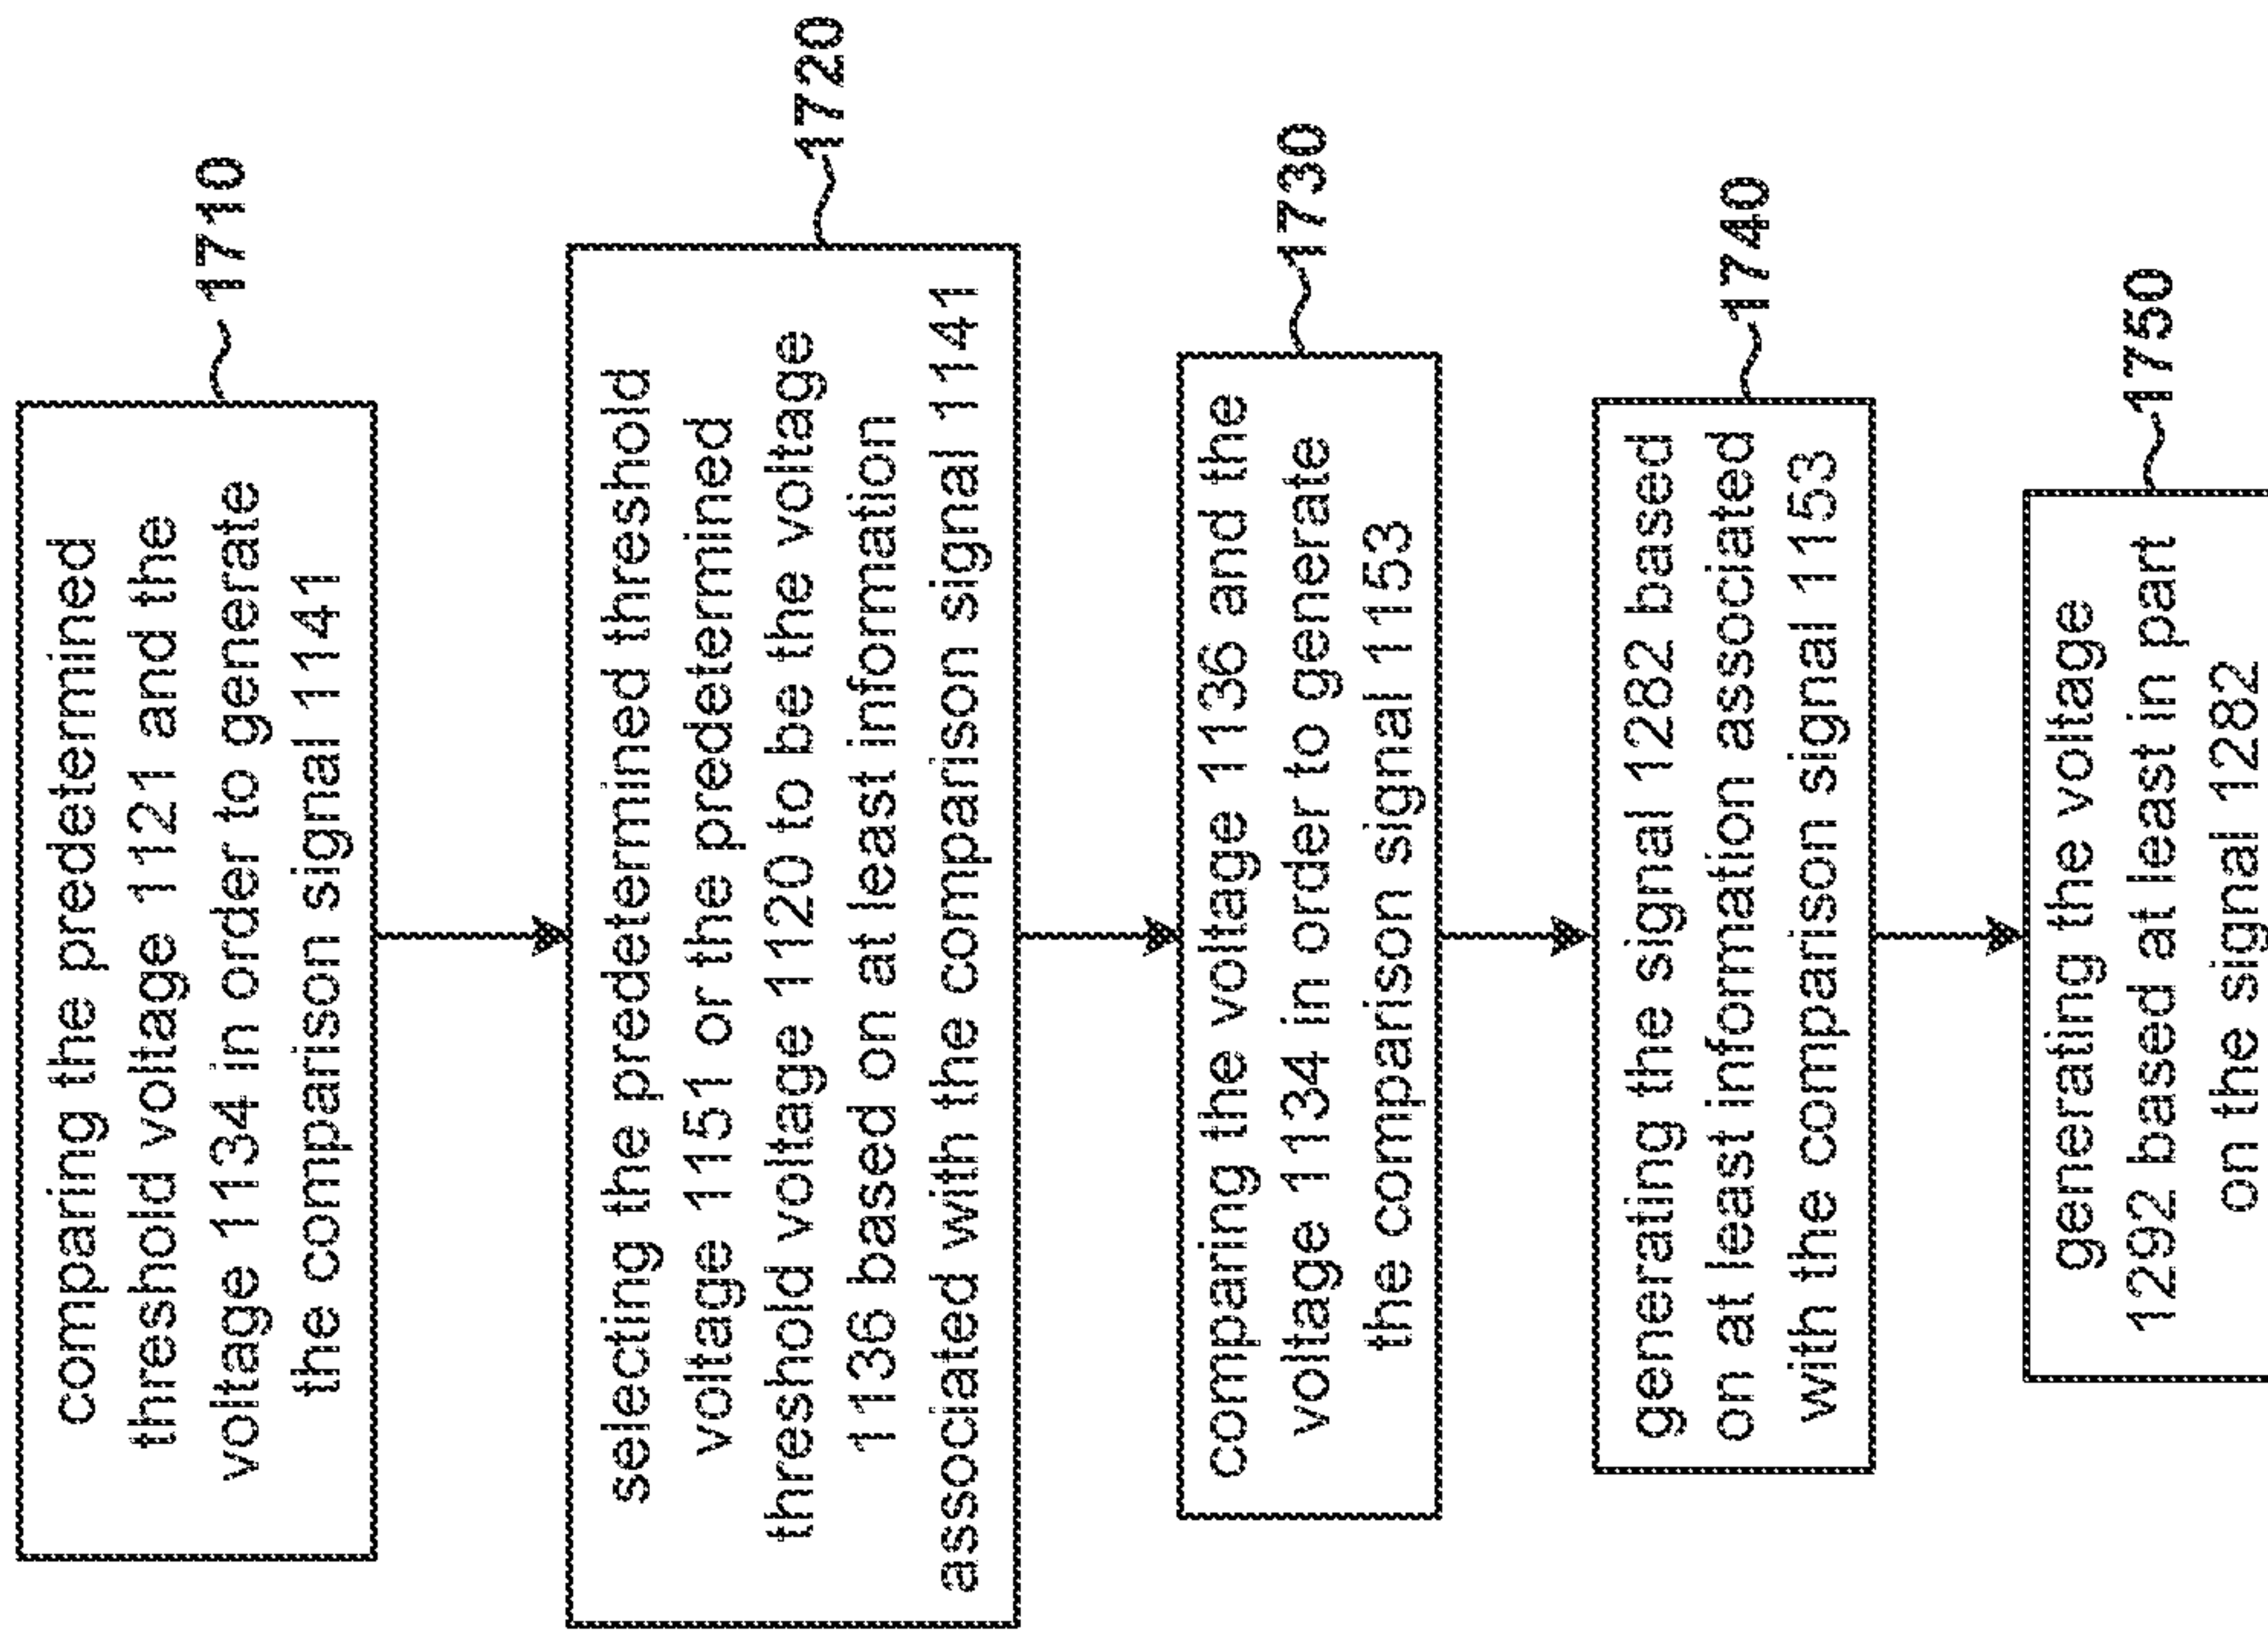 comparing the predetermined
threshold voltage 1121 and the
voltage 1134 in order to generate
the comparison signal 1141
1710
selecting the predetermined threshold
voltage 1151 or the predetermined
threshold voltage 1120 to be the voltage
1136 based on at least information
associated with the comparison signal 1141
1720
comparing the voltage 1136 and the
voltage 1134 in order to generate
the comparison signal 1153
1730
generating the signal 1282 based
on at least information associated
with the comparison signal 1153
1740
generating the voltage
1292 based at least in part
on the signal 1282
1750